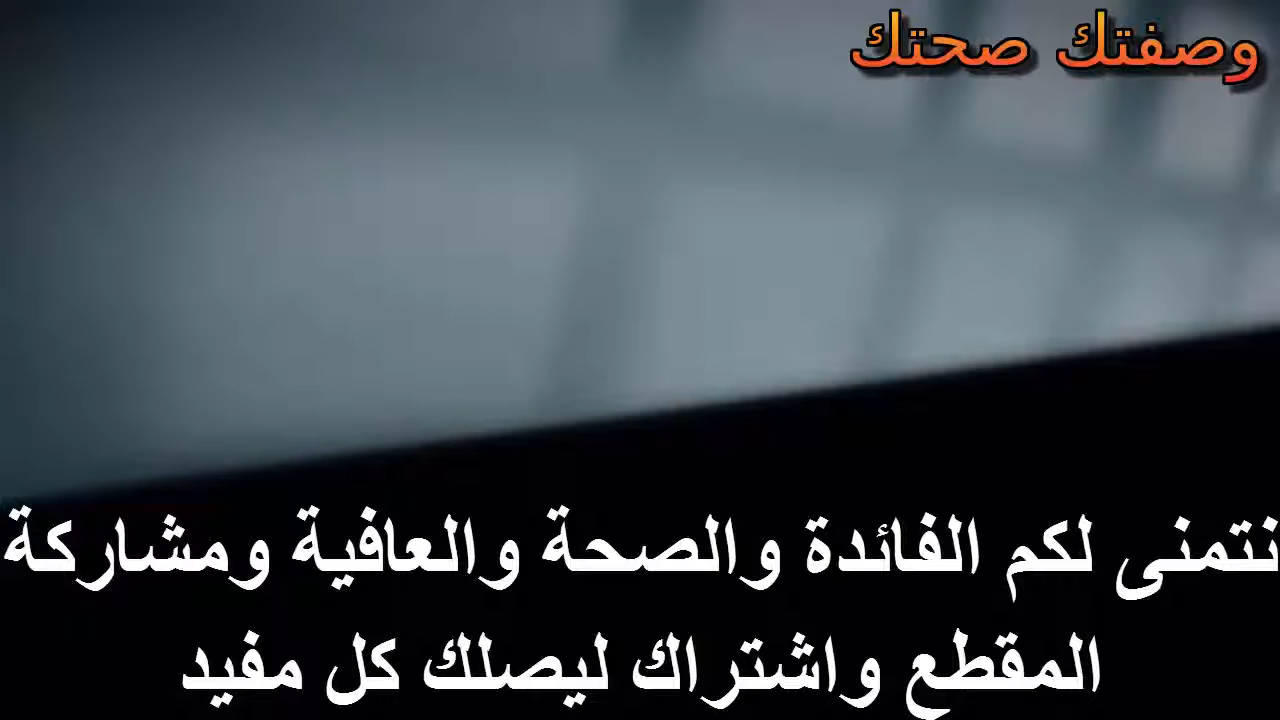 وصفتك صحتك
نتمنى لكم الفائدة والصحة والعافية ومشاركة
المقطع واشتراك ليصلك كل مفيد